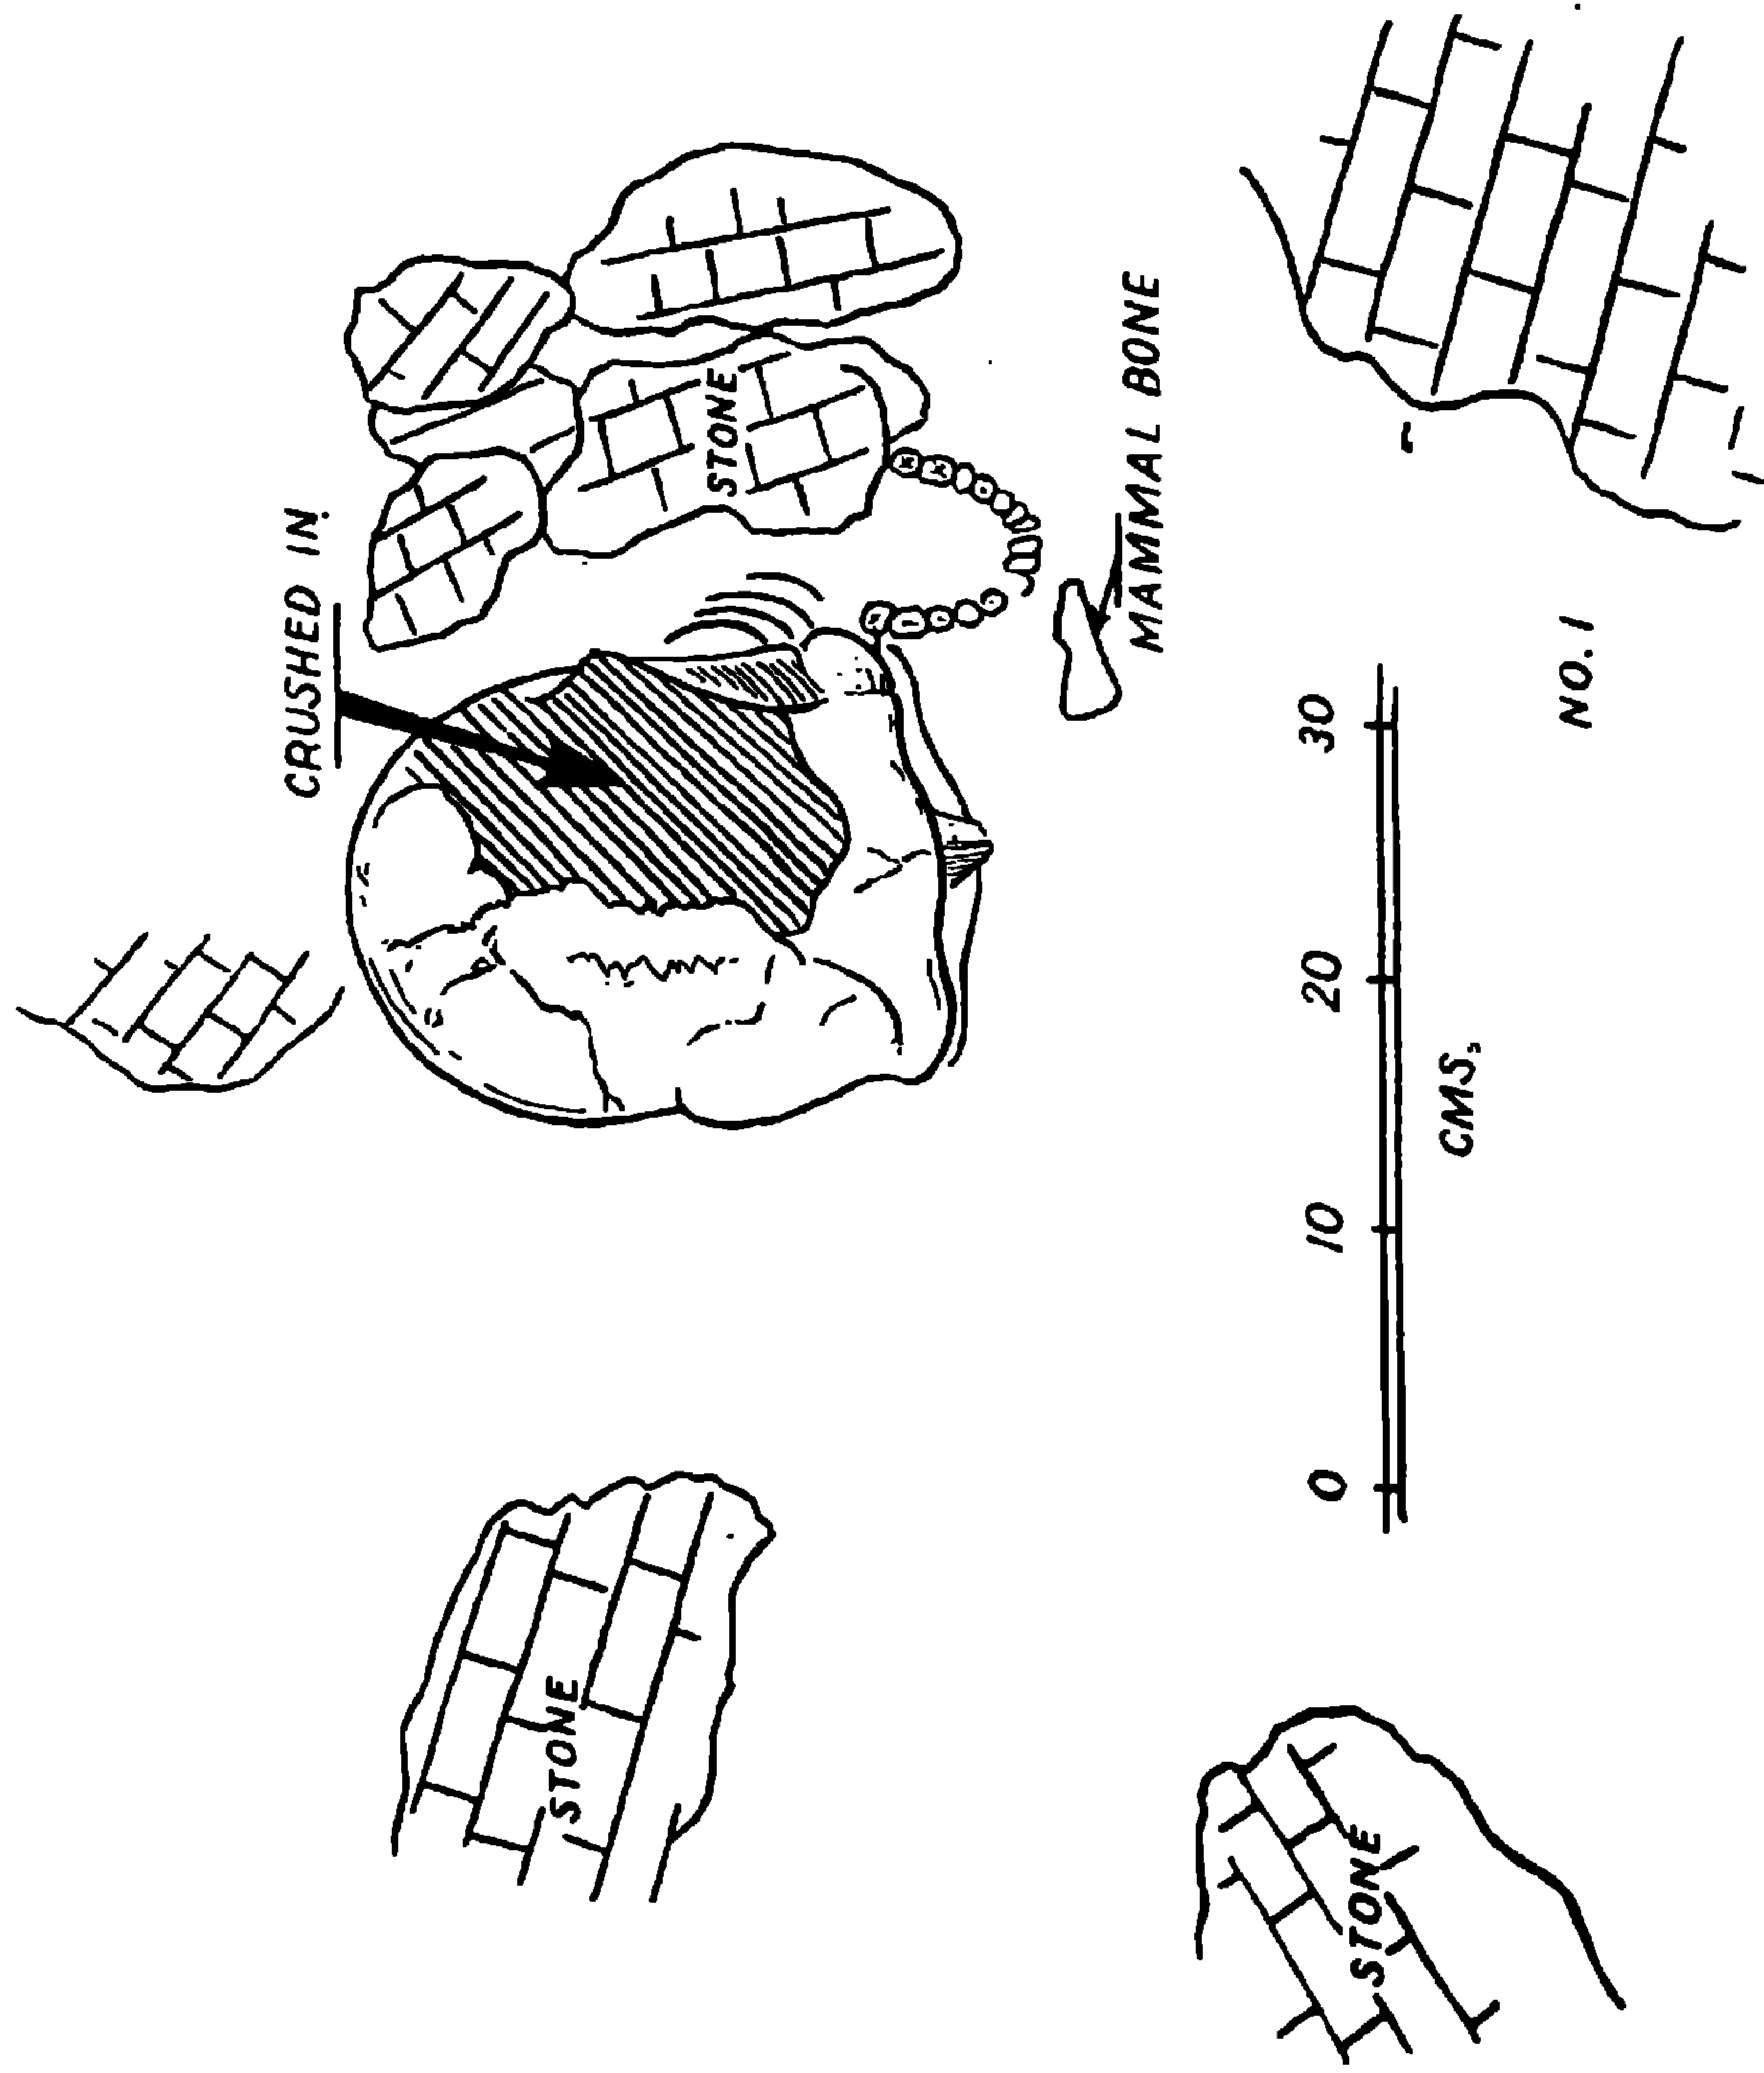 CRUSHED IN.
STONE
MAMMAL BONE
STONE
STONE
0 10 20 30
CMS.
NO. 1